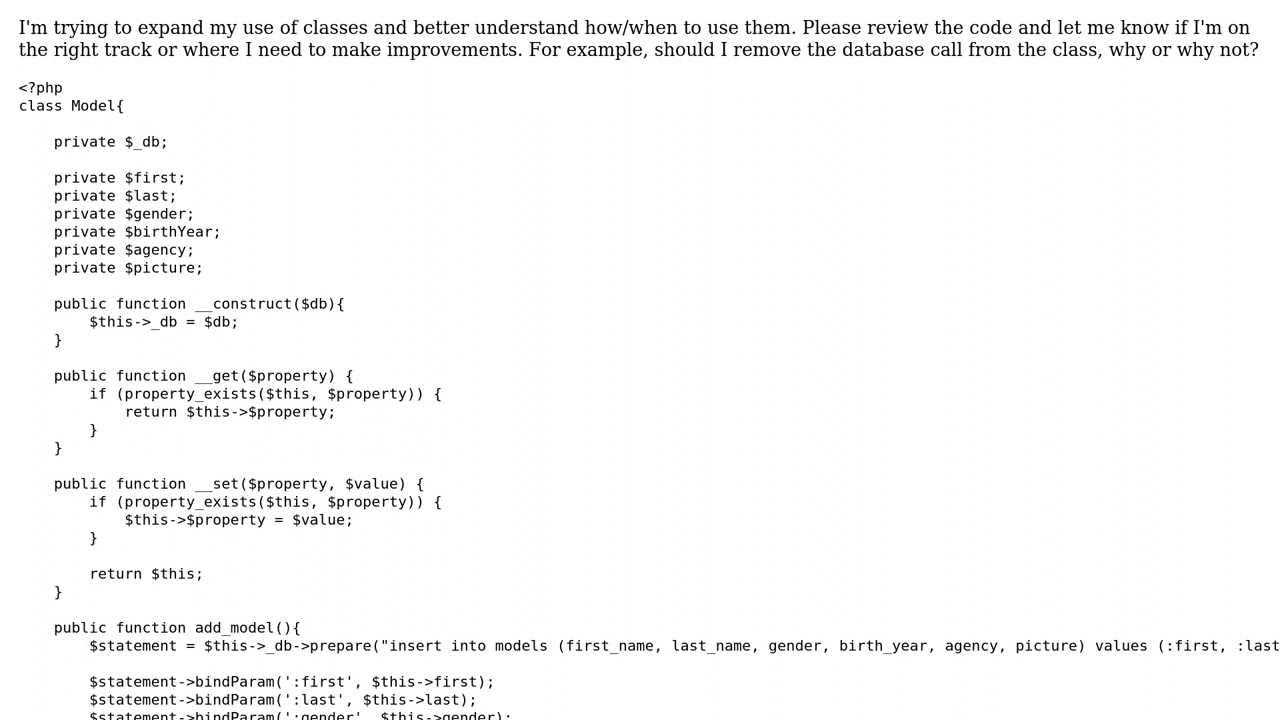 I'm trying to expand my use of classes and better understand how/when to use them. Please review the code and let me know if I'm on
the right track or where I need to make improvements. For example, should I remove the database call from the class, why or why not?
<?php
class Model{
    private $_db;
    private $first;
    private $last;
    private $gender;
    private $birthYear;
    private $agency;
    private $picture;
    public function __construct($db){
        $this->_db = $db;
    }
    public function __get($property) {
        if (property_exists($this, $property)) {
            return $this->$property;
        }
    }
    public function __set($property, $value) {
        if (property_exists($this, $property)) {
            $this->$property = $value;
        }
        return $this;
    }
    public function add_model(){
        $statement = $this->_db->prepare("insert into models (first_name, last_name, gender, birth_year, agency, picture) values (:first, :last
        $statement->bindParam(':first', $this->first);
        $statement->bindParam(':last', $this->last);
        $statement->bindParam(':gender', $this->gender);